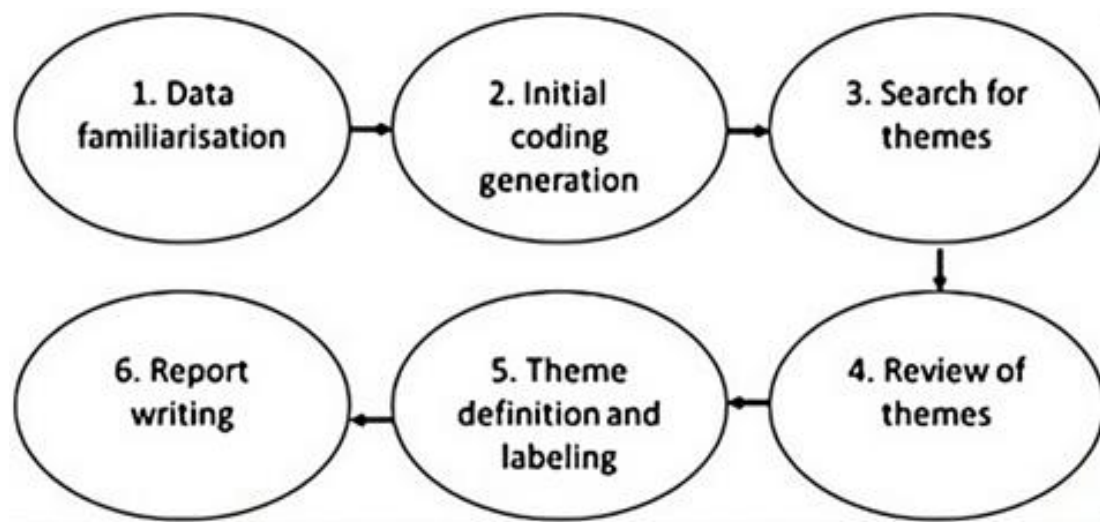 1. Data
familiarisation
2. Initial
coding
generation
3. Search for
themes
4. Review of
themes
5. Theme
definition and
labeling
6. Report
writing